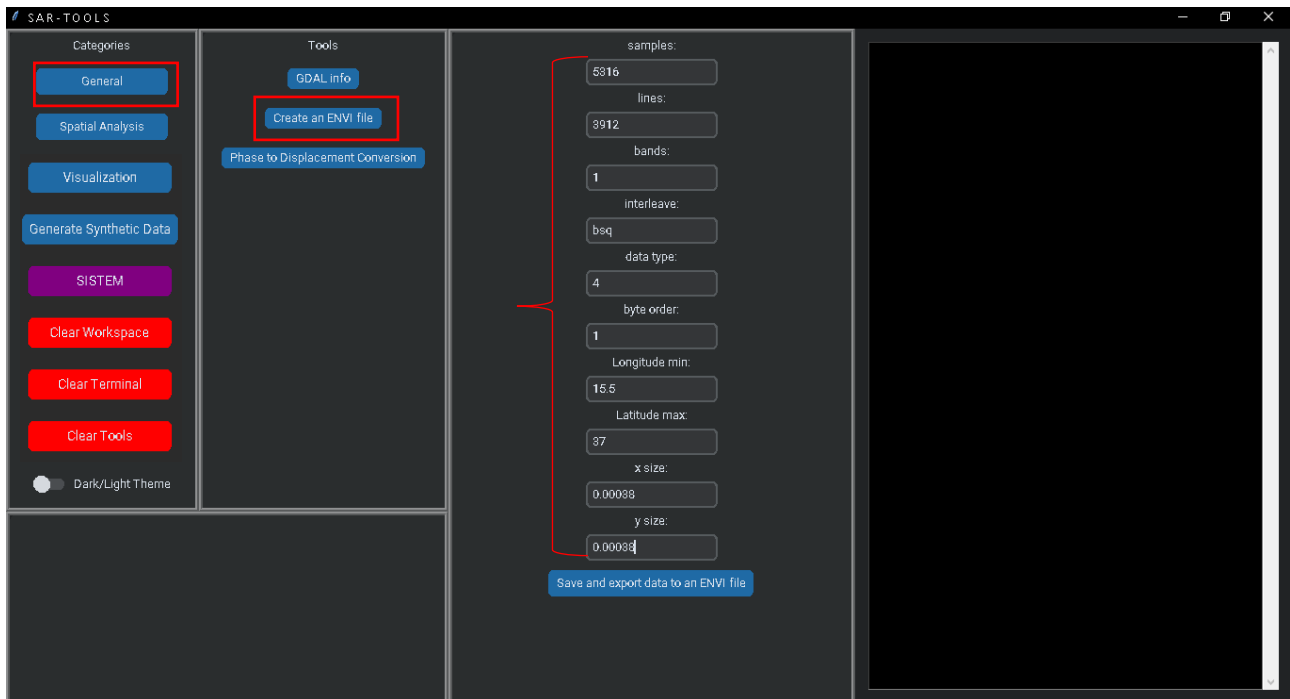 SAR-TOOLS
Categories
General
Spatial Analysis
Visualization
Generate Synthetic Data
SISTEM
Clear Workspace
Clear Terminal
Clear Tools
Dark/Light Theme
Tools
GDAL info
Create an ENVI file
Phase to Displacement Conversion
samples:
5316
lines:
3912
bands:
1
interleave:
bsq
data type:
4
byte order:
1
Longitude min:
15.5
Latitude max:
37
x size:
0.00038
y size:
0.00038
Save and export data to an ENVI file